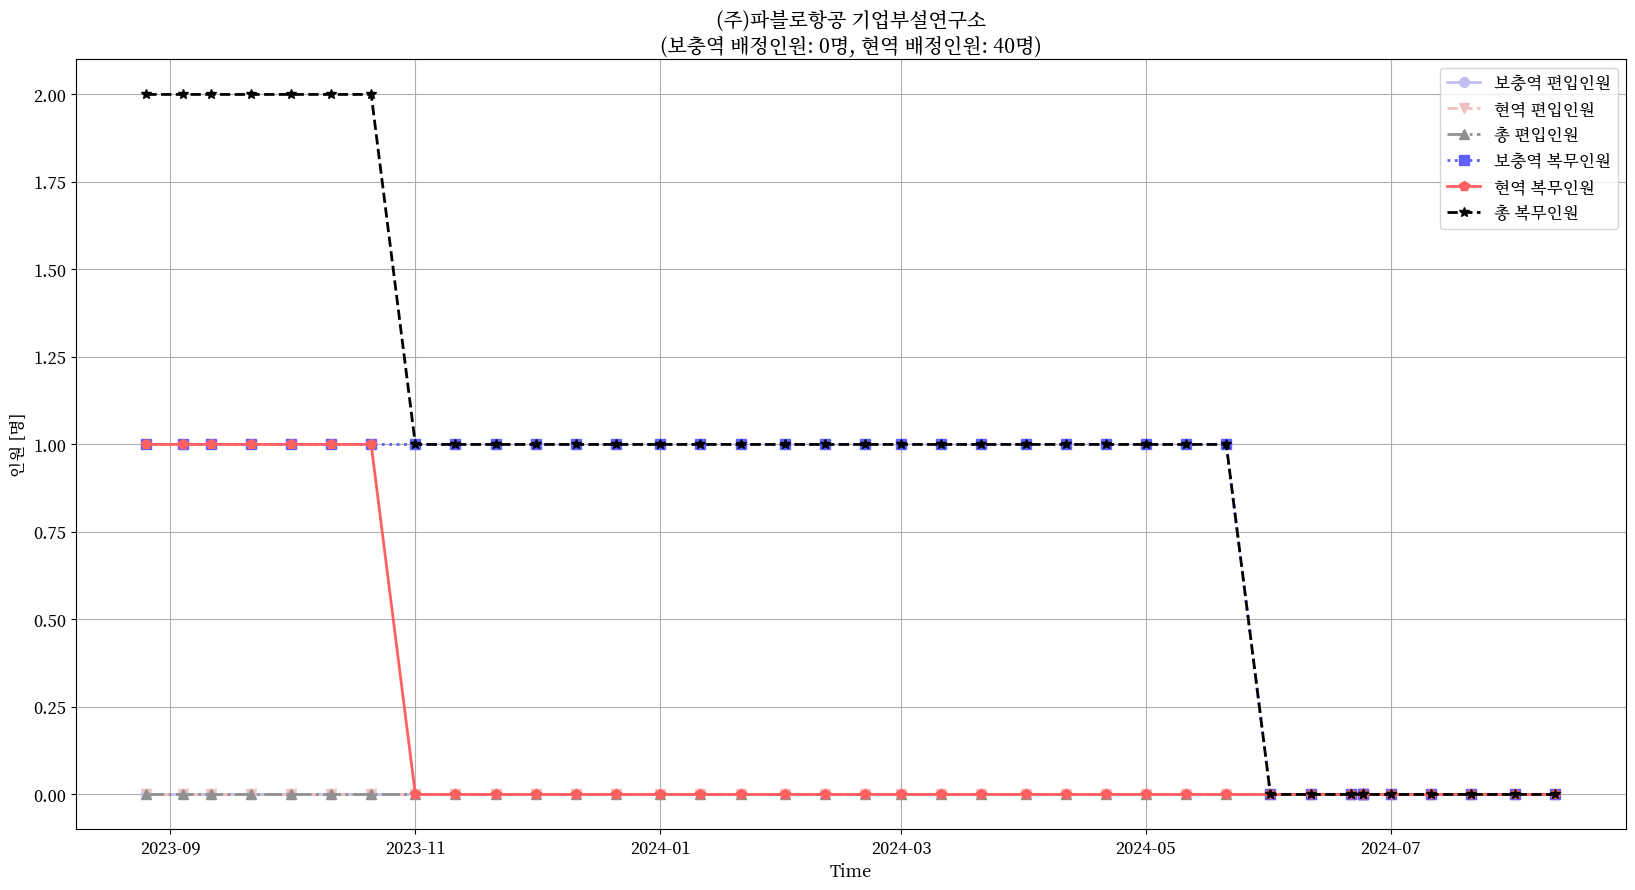 (주)파블로항공 기업부설연구소
(보충역 배정인원: 0명, 현역 배정인원: 40명)
보충역 편입인원
현역 편입인원
총 편입인원
보충역 복무인원
현역 복무인원
총 복무인원
인원 [명]
2.00
1.75
1.50
1.25
1.00
0.75
0.50
0.25
0.00
2023-09
2023-11
2024-01
2024-03
2024-05
2024-07
Time